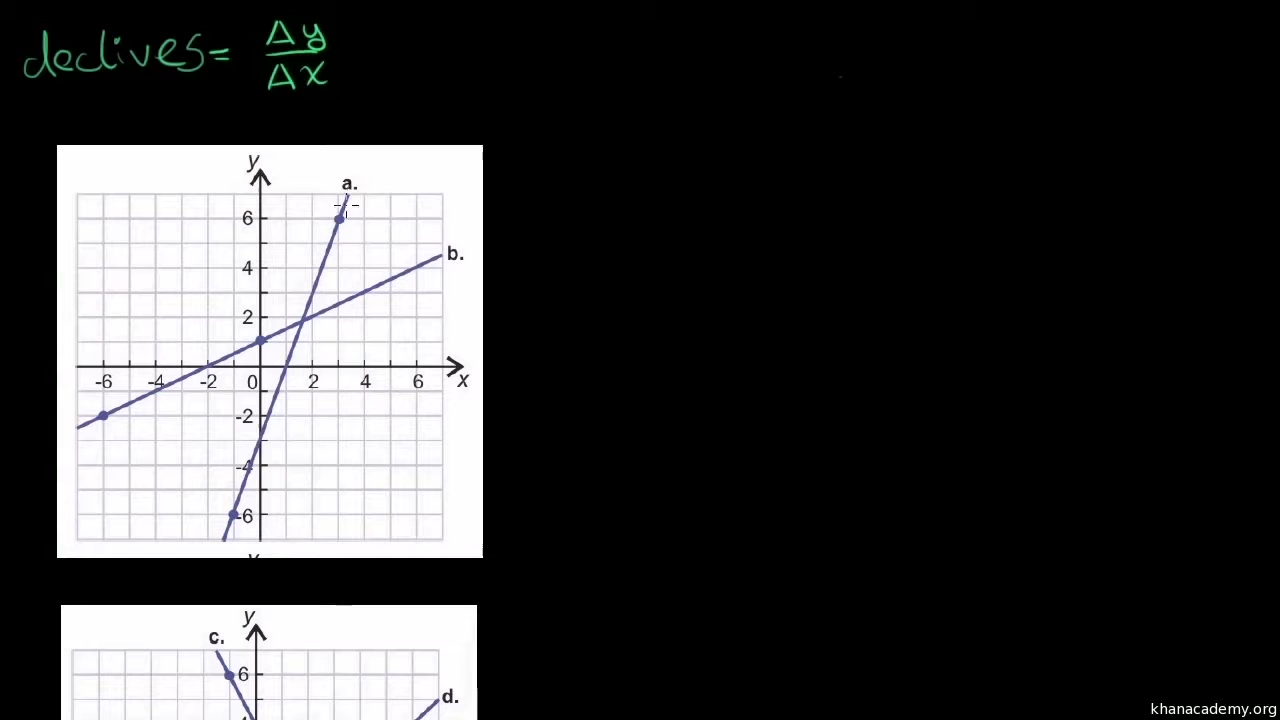 declives = Δy/Δx
y
a.
6
b.
4
2
-6 -4 -2 0 2 4 6 x
-2
-4
-6
y
c.
6
d.
khanacademy.org